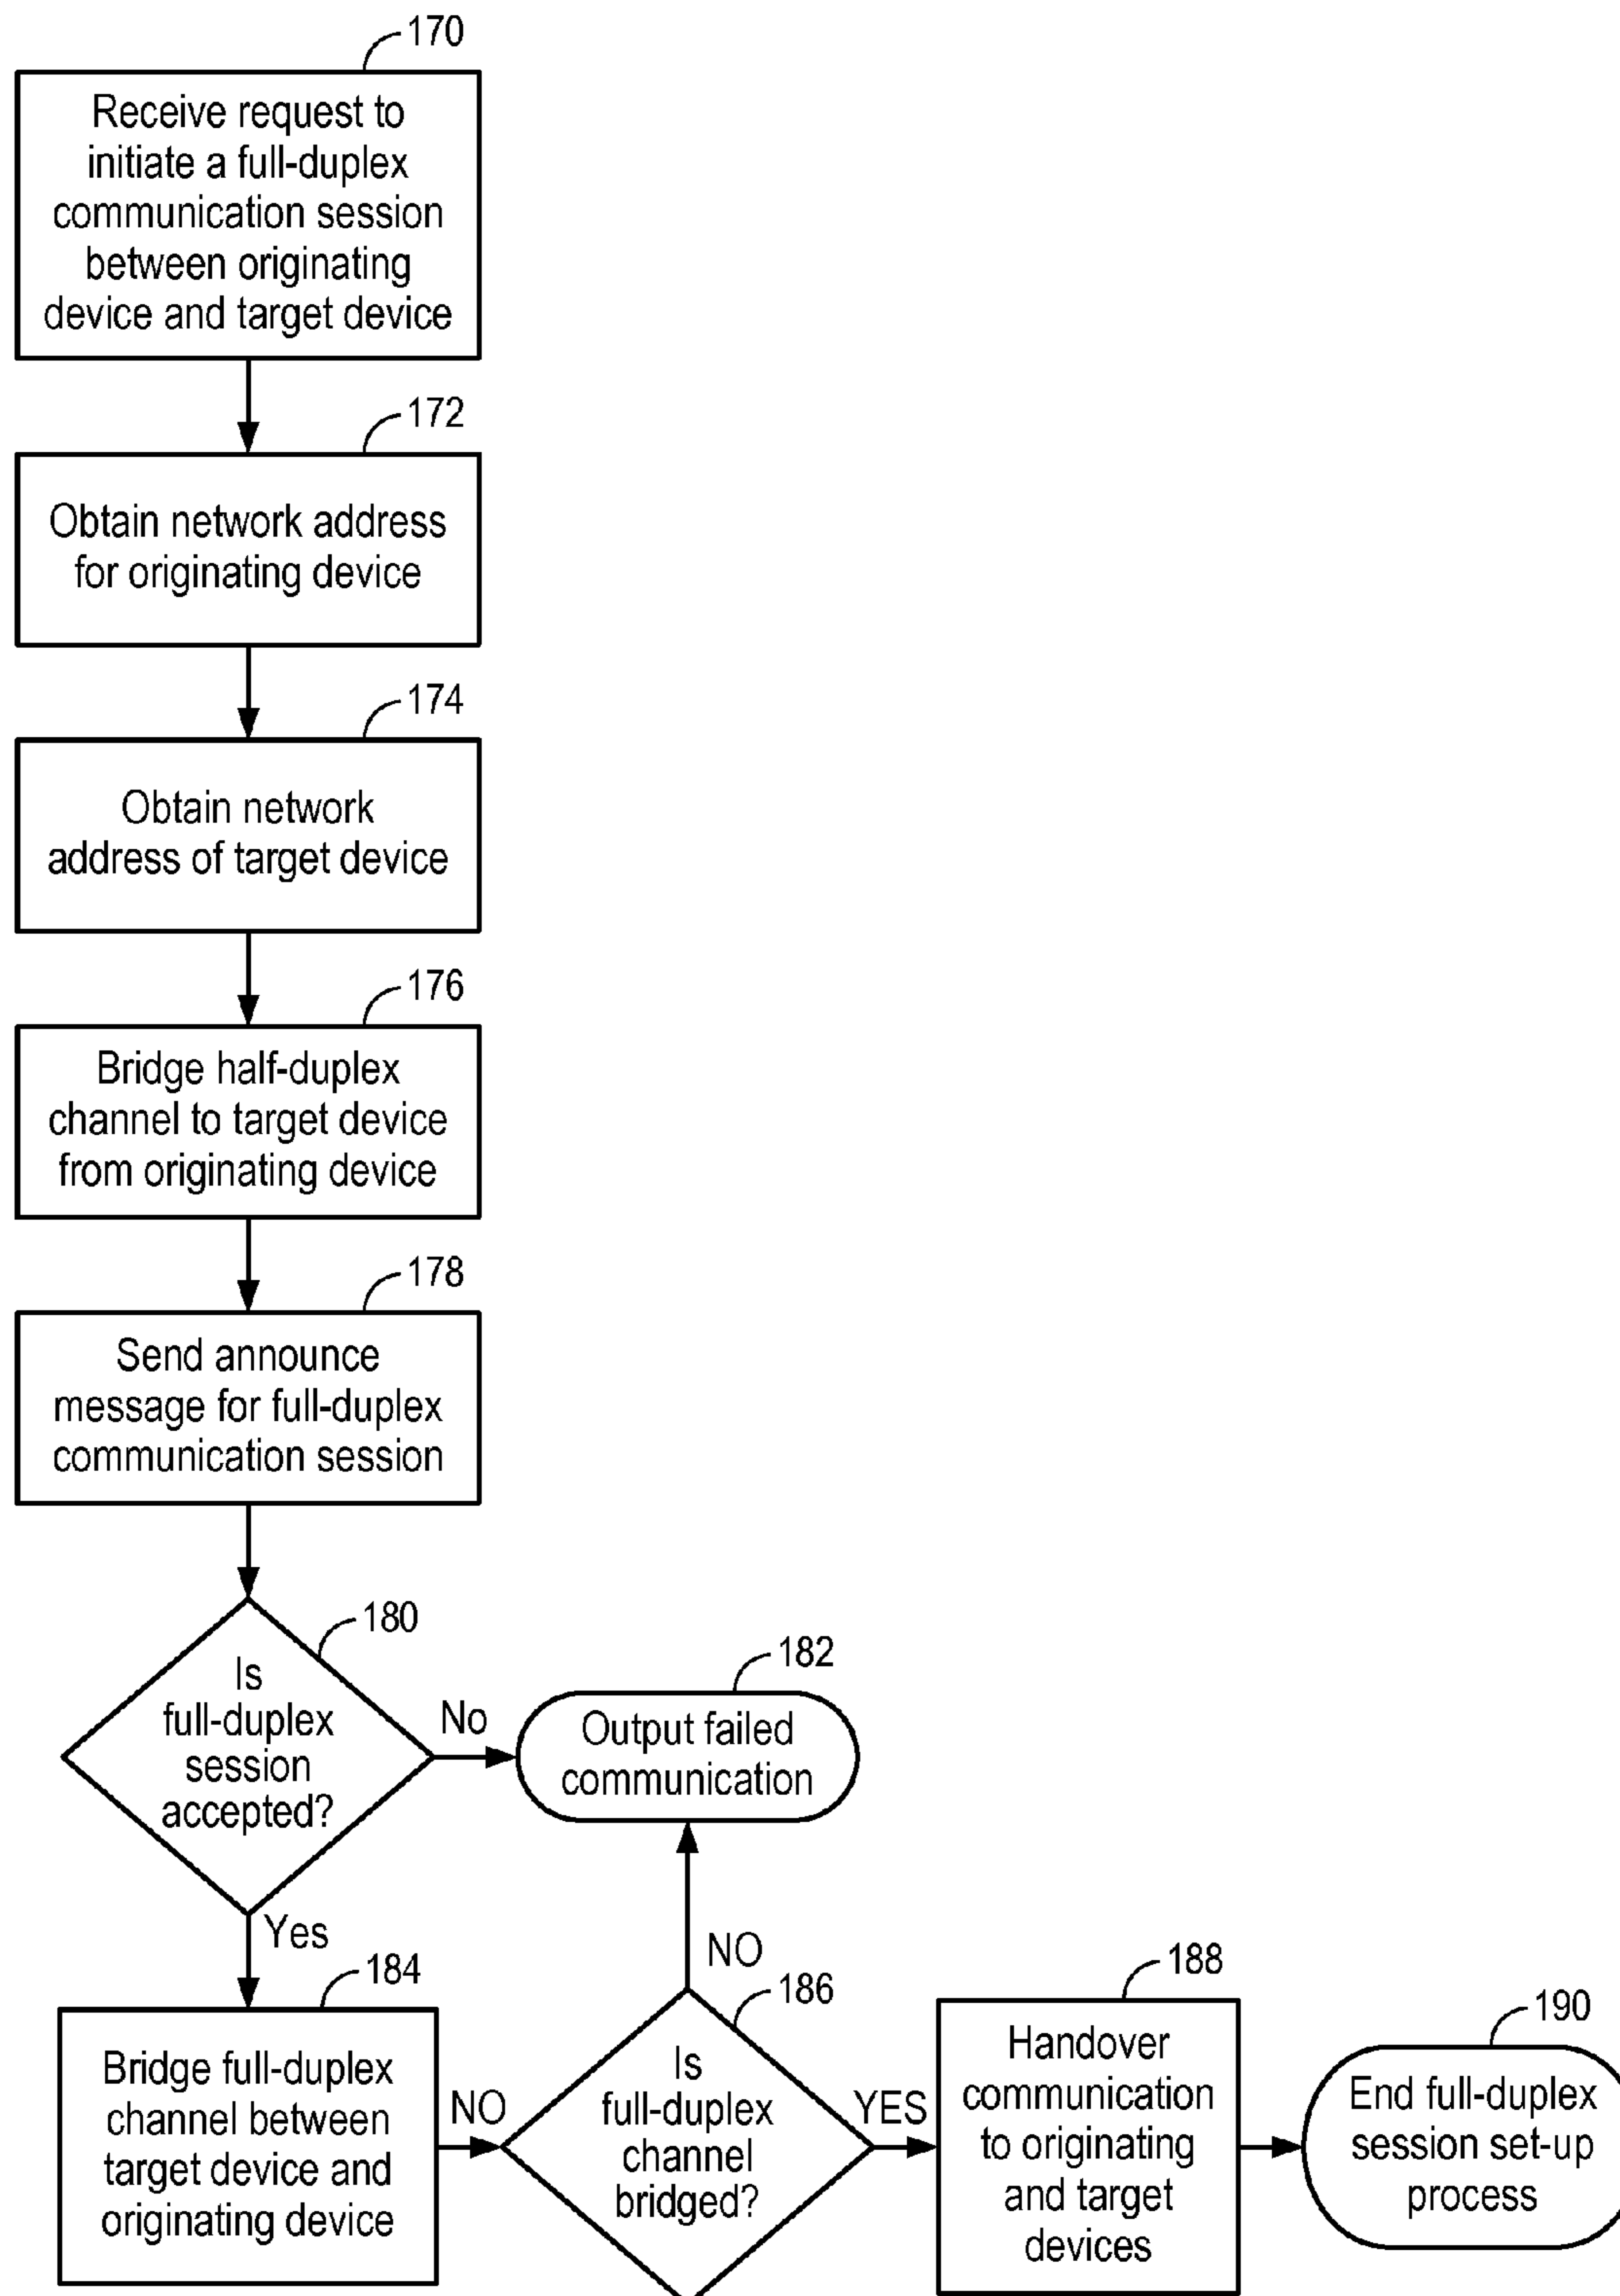 170
Receive request to
initiate a full-duplex
communication session
between originating
device and target device
172
Obtain network address
for originating device
174
Obtain network
address of target device
176
Bridge half-duplex
channel to target device
from originating device
178
Send announce
message for full-duplex
communication session
180
Is
full-duplex
session
accepted?
No
182
Output failed
communication
Yes
184
Bridge full-duplex
channel between
target device and
originating device
NO
NO
186
Is
full-duplex
channel
bridged?
YES
188
Handover
communication
to originating
and target
devices
190
End full-duplex
session set-up
process